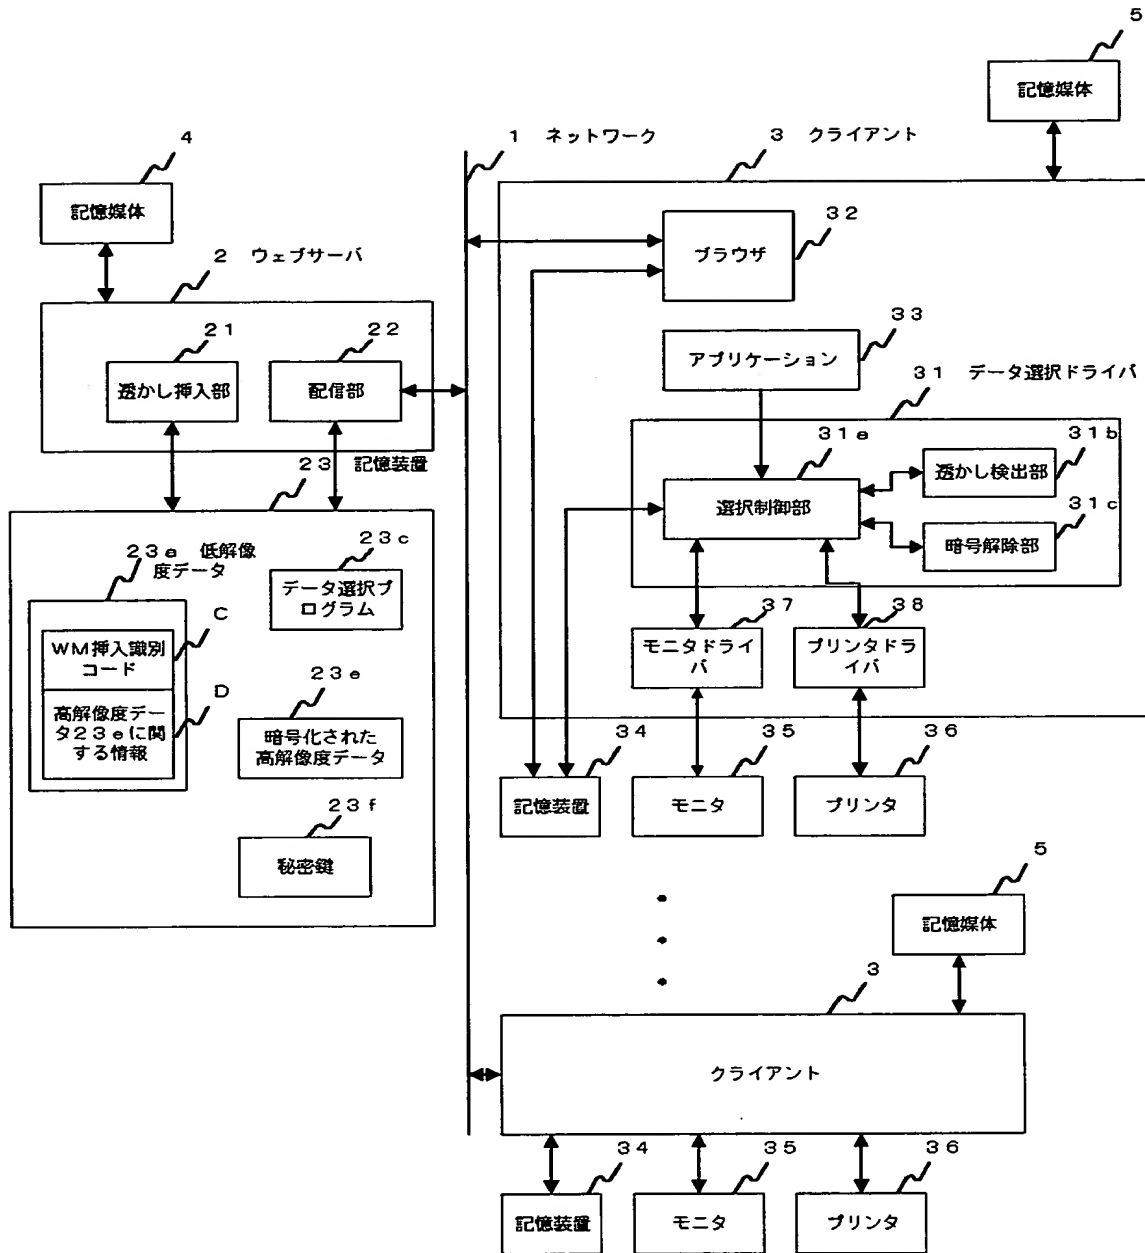 5
記憶媒体
4
記憶媒体
1 ネットワーク
3 クライアント
2 ウェブサーバ
21
透かし挿入部
22
配信部
32
ブラウザ
33
アプリケーション
31 データ選択ドライバ
31a
選択制御部
31b
透かし検出部
31c
暗号解除部
23 記憶装置
23a 低解像
度データ
23c
データ選択プ
ログラム
C
WM挿入識別
コード
D
高解像度デー
タ23eに関
する情報
23e
暗号化された
高解像度データ
23f
秘密鍵
37
モニタドライ
バ
38
プリンタドラ
イバ
34
記憶装置
35
モニタ
36
プリンタ
5
記憶媒体
3
クライアント
34
記憶装置
35
モニタ
36
プリンタ